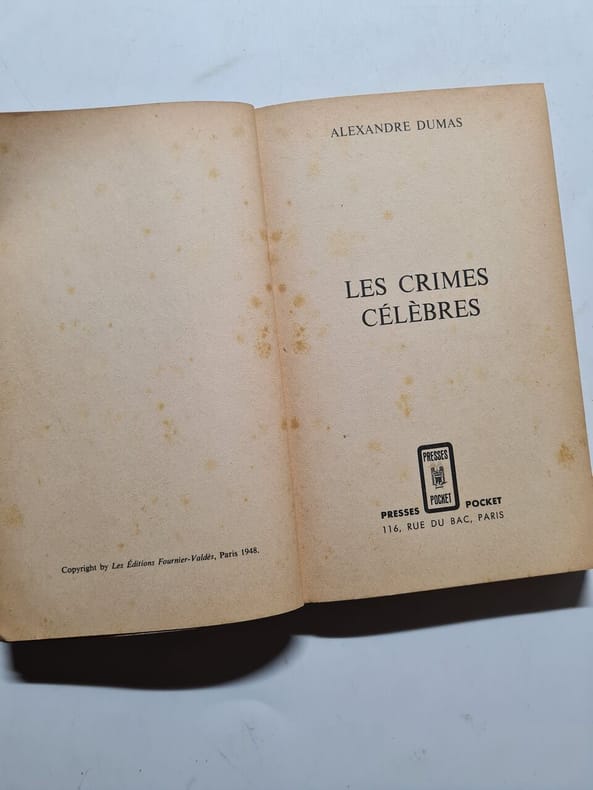 Copyright by Les Éditions Fournier-Valdès, Paris 1948.
ALEXANDRE DUMAS
LES CRIMES
CÉLÈBRES
PRESSES
POCKET
PRESSES POCKET
116, RUE DU BAC, PARIS